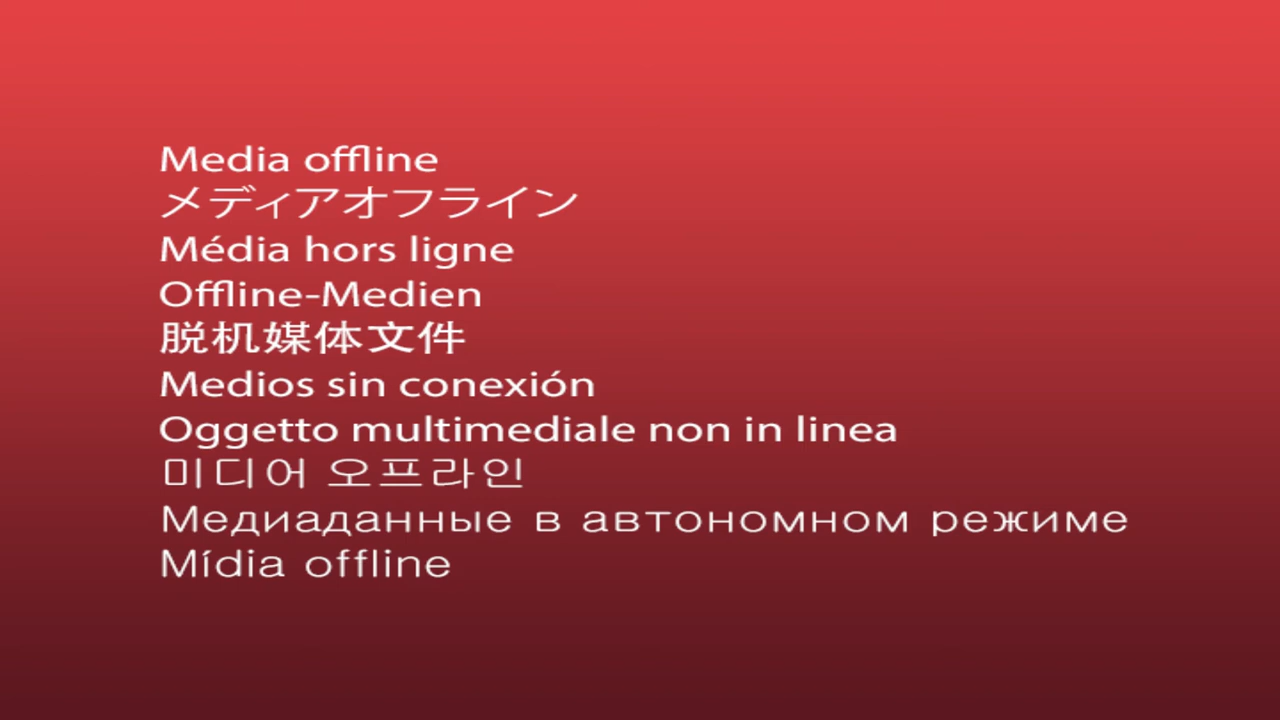 Media offline
メディアオフライン
Média hors ligne
Offline-Medien
脱机媒体文件
Medios sin conexión
Oggetto multimediale non in linea
미디어 오프라인
Медиаданные в автономном режиме
Mídia offline